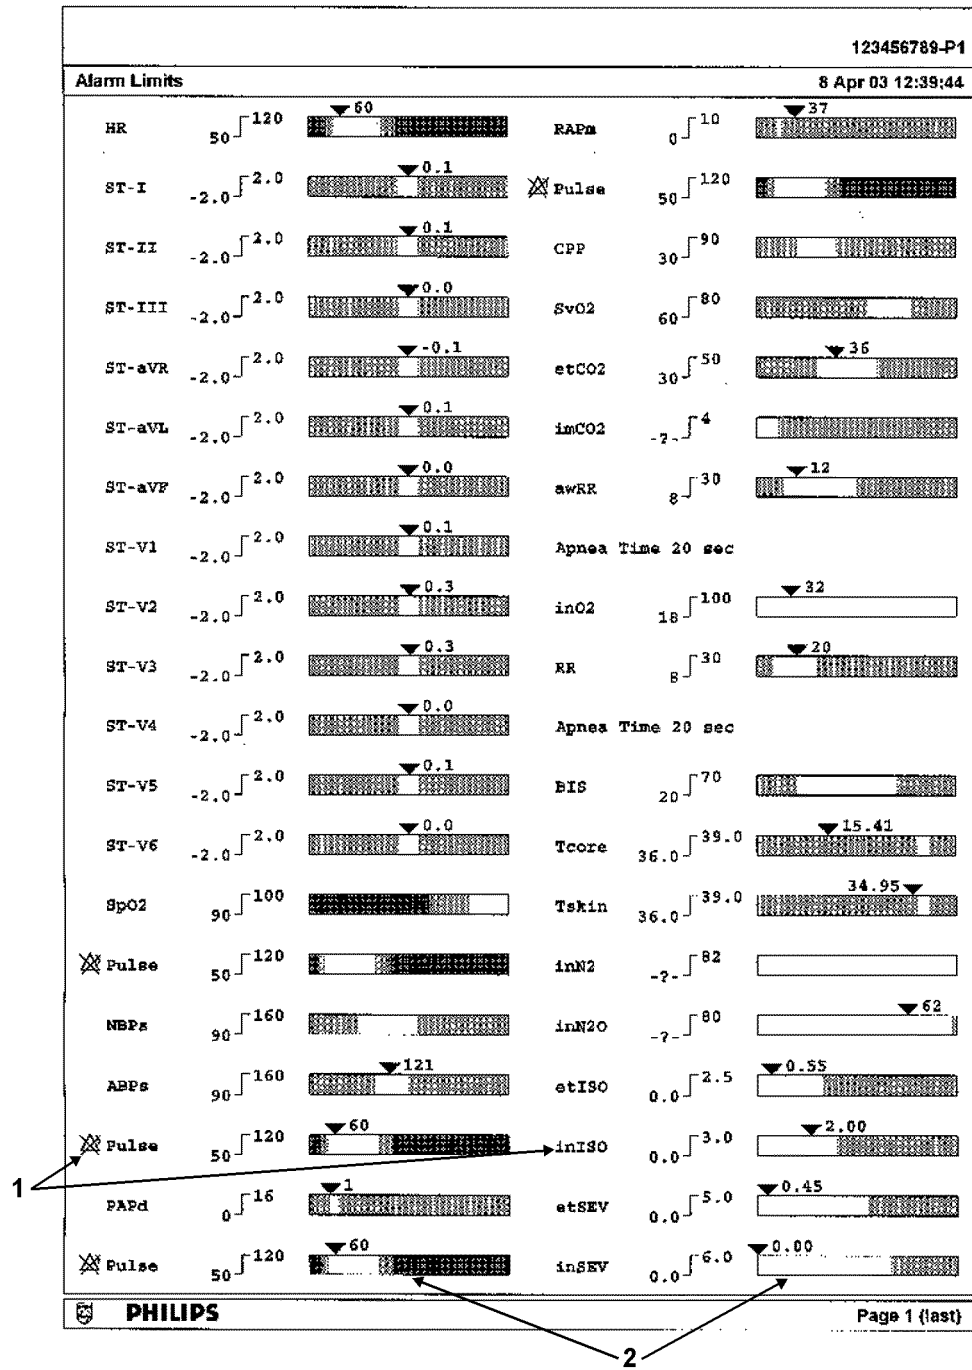 123456789-P1
Alarm Limits 8 Apr 03 12:39:44
HR 50 120 60
ST-I -2.0 2.0 0.1
ST-II -2.0 2.0 0.1
ST-III -2.0 2.0 0.0
ST-aVR -2.0 2.0 -0.1
ST-aVL -2.0 2.0 0.1
ST-aVF -2.0 2.0 0.0
ST-V1 -2.0 2.0 0.1
ST-V2 -2.0 2.0 0.3
ST-V3 -2.0 2.0 0.3
ST-V4 -2.0 2.0 0.0
ST-V5 -2.0 2.0 0.1
ST-V6 -2.0 2.0 0.0
SpO2 90 100
Pulse 50 120
NBPs 90 160
ABPs 90 160 121
Pulse 50 120 60
PAPd 0 16 1
Pulse 50 120 60
RAPm 0 10 37
Pulse 50 120
CPP 30 90
SvO2 60 80
etCO2 30 50 36
imCO2 -?- 4
awRR 8 30 12
Apnea Time 20 sec
inO2 18 100 32
RR 8 30 20
Apnea Time 20 sec
BIS 20 70
Tcore 36.0 39.0 15.41
Tskin 36.0 39.0 34.95
inN2 -?- 82
inN2O -?- 80 62
etISO 0.0 2.5 0.55
inISO 0.0 3.0 2.00
etSEV 0.0 5.0 0.45
inSEV 0.0 6.0 0.00
1
PHILIPS Page 1 (last)
2